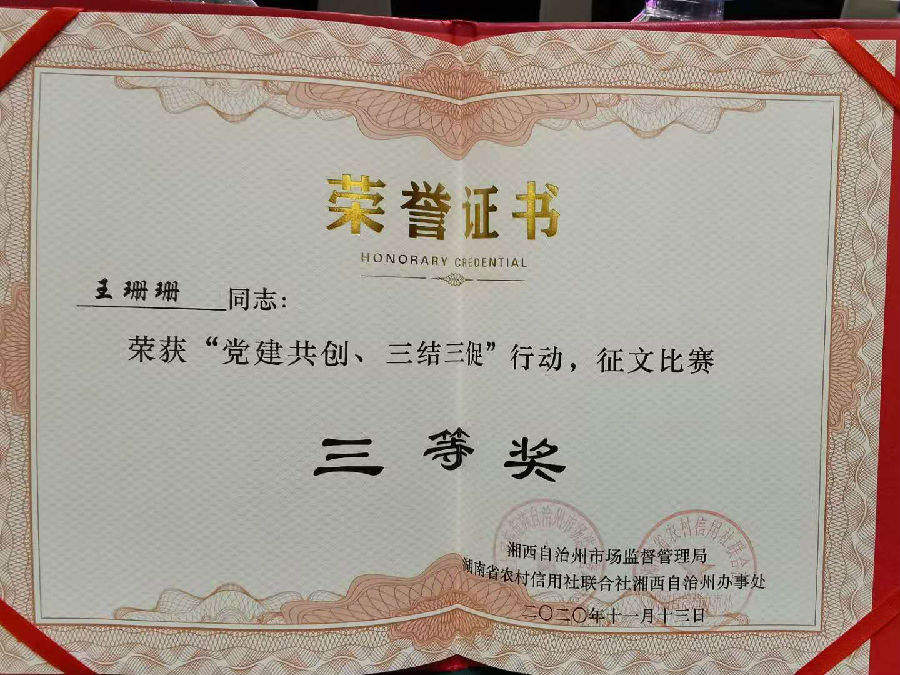 荣誉证书
HONORARY CREDENTIAL
王珊珊 同志：
荣获“党建共创、三结三促”行动，征文比赛
三等奖
湘西自治州市场监督管理局
湖南省农村信用社联合社湘西自治州办事处
二〇二〇年十一月十三日